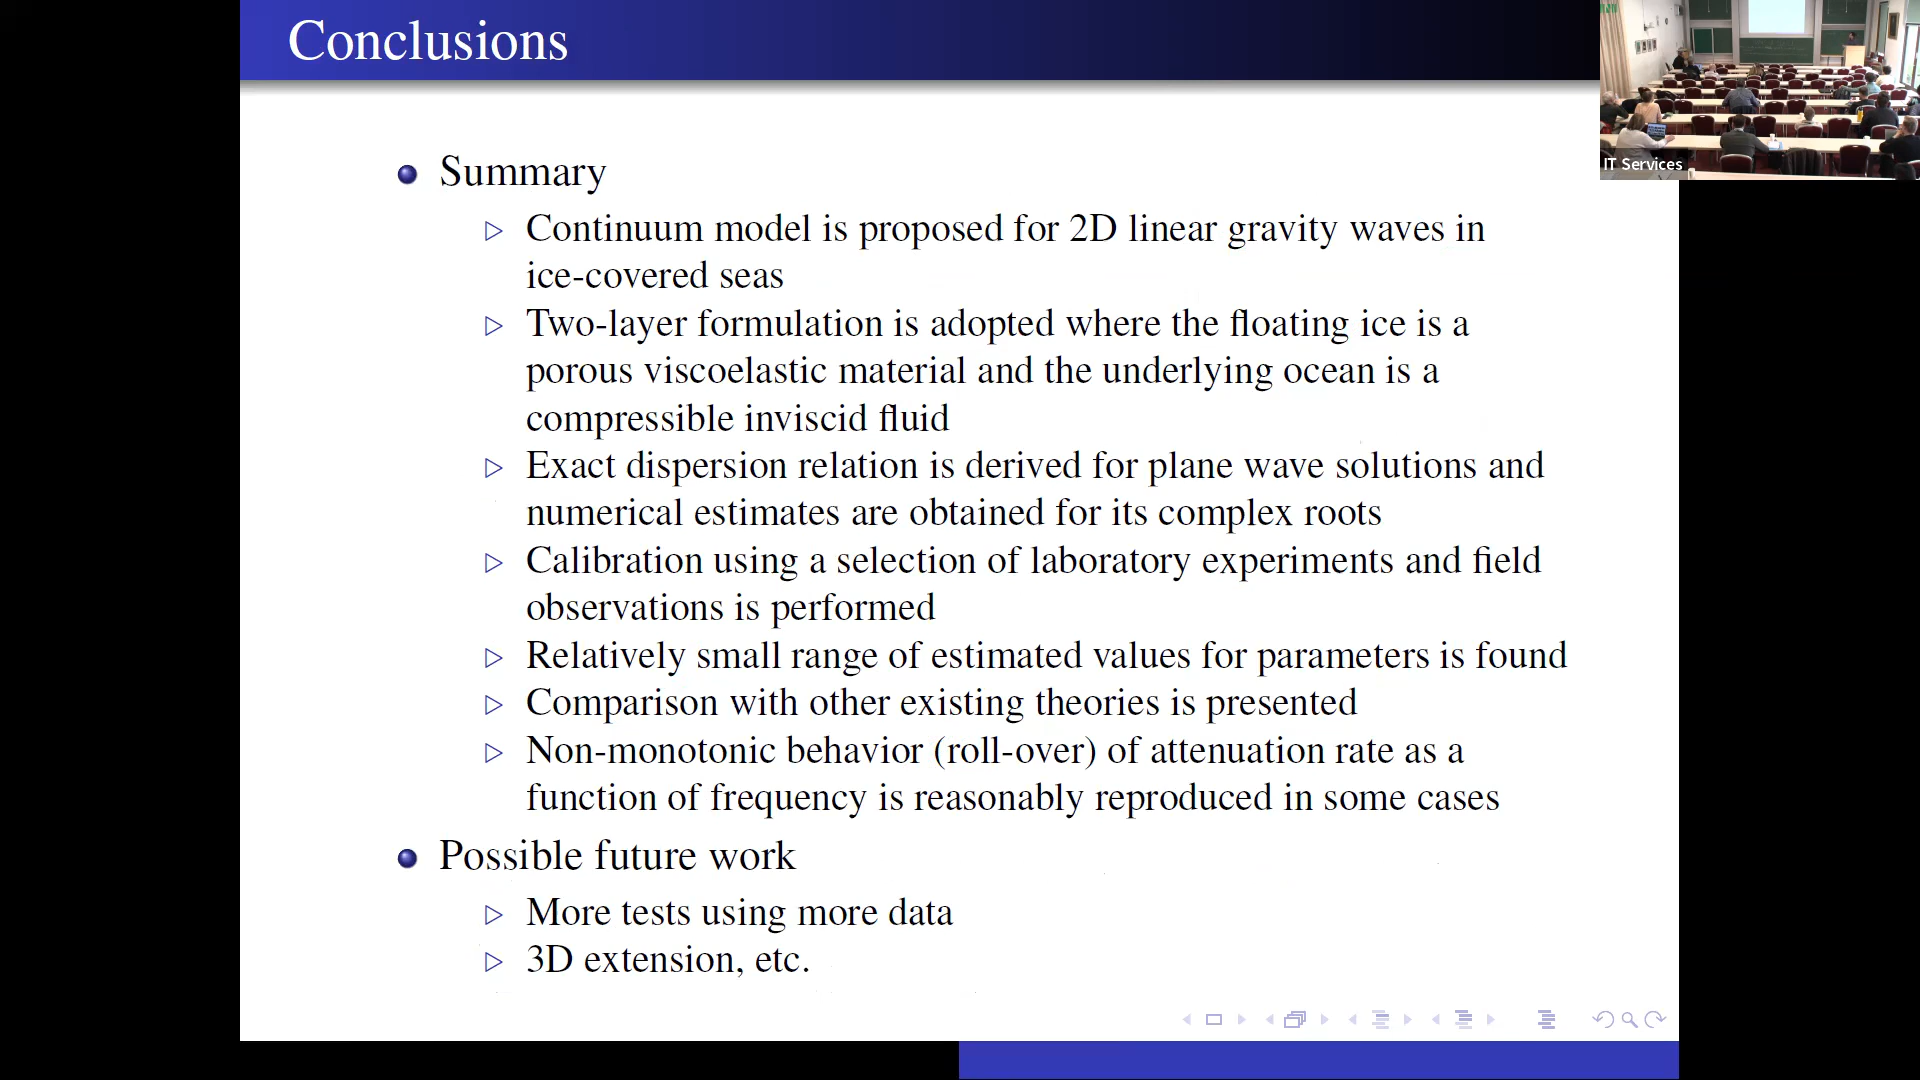 Conclusions
IT Services
Summary
Continuum model is proposed for 2D linear gravity waves in
ice-covered seas
Two-layer formulation is adopted where the floating ice is a
porous viscoelastic material and the underlying ocean is a
compressible inviscid fluid
Exact dispersion relation is derived for plane wave solutions and
numerical estimates are obtained for its complex roots
Calibration using a selection of laboratory experiments and field
observations is performed
Relatively small range of estimated values for parameters is found
Comparison with other existing theories is presented
Non-monotonic behavior (roll-over) of attenuation rate as a
function of frequency is reasonably reproduced in some cases
Possible future work
More tests using more data
3D extension, etc.